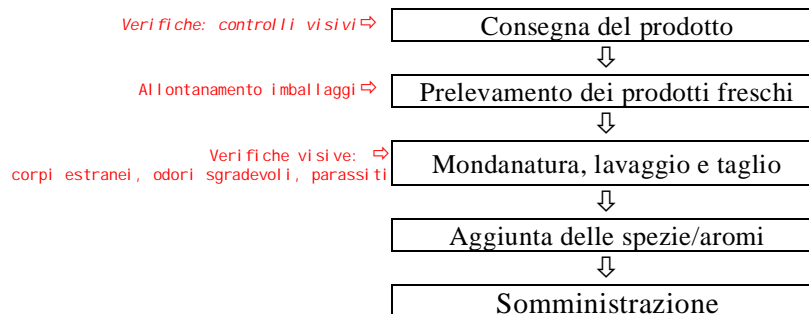 Verifiche: controlli visivi⇨ Consegna del prodotto
⇩
Allontanamento imballaggi⇨ Prelevamento dei prodotti freschi
⇩
Verifiche visive: ⇨
corpi estranei, odori sgradevoli, parassiti
Mondanatura, lavaggio e taglio
⇩
Aggiunta delle spezie/aromi
⇩
Somministrazione